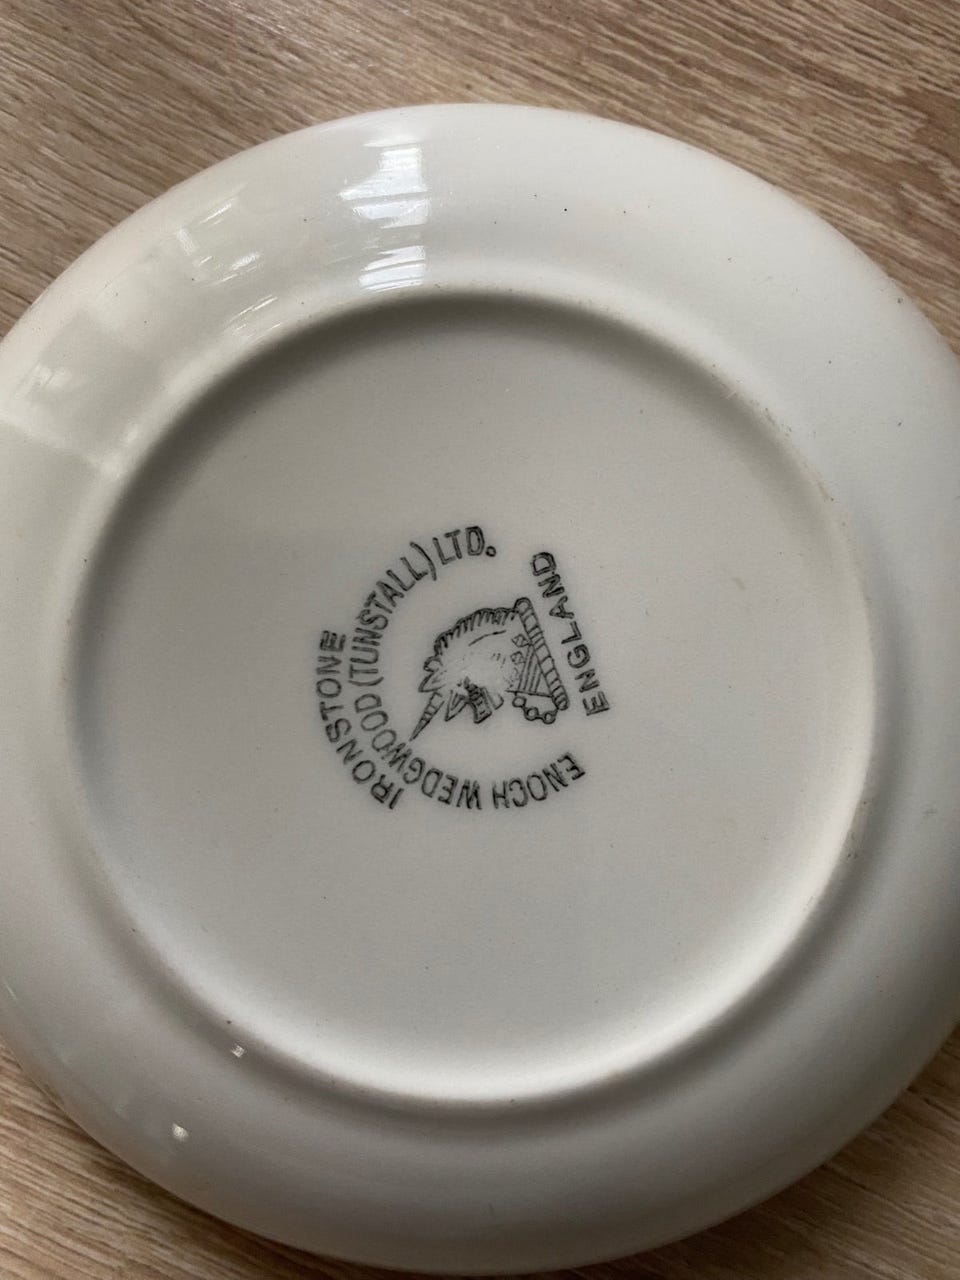 IRONSTONE
ENOCH WEDGWOOD (TUNSTALL) LTD.
ENGLAND